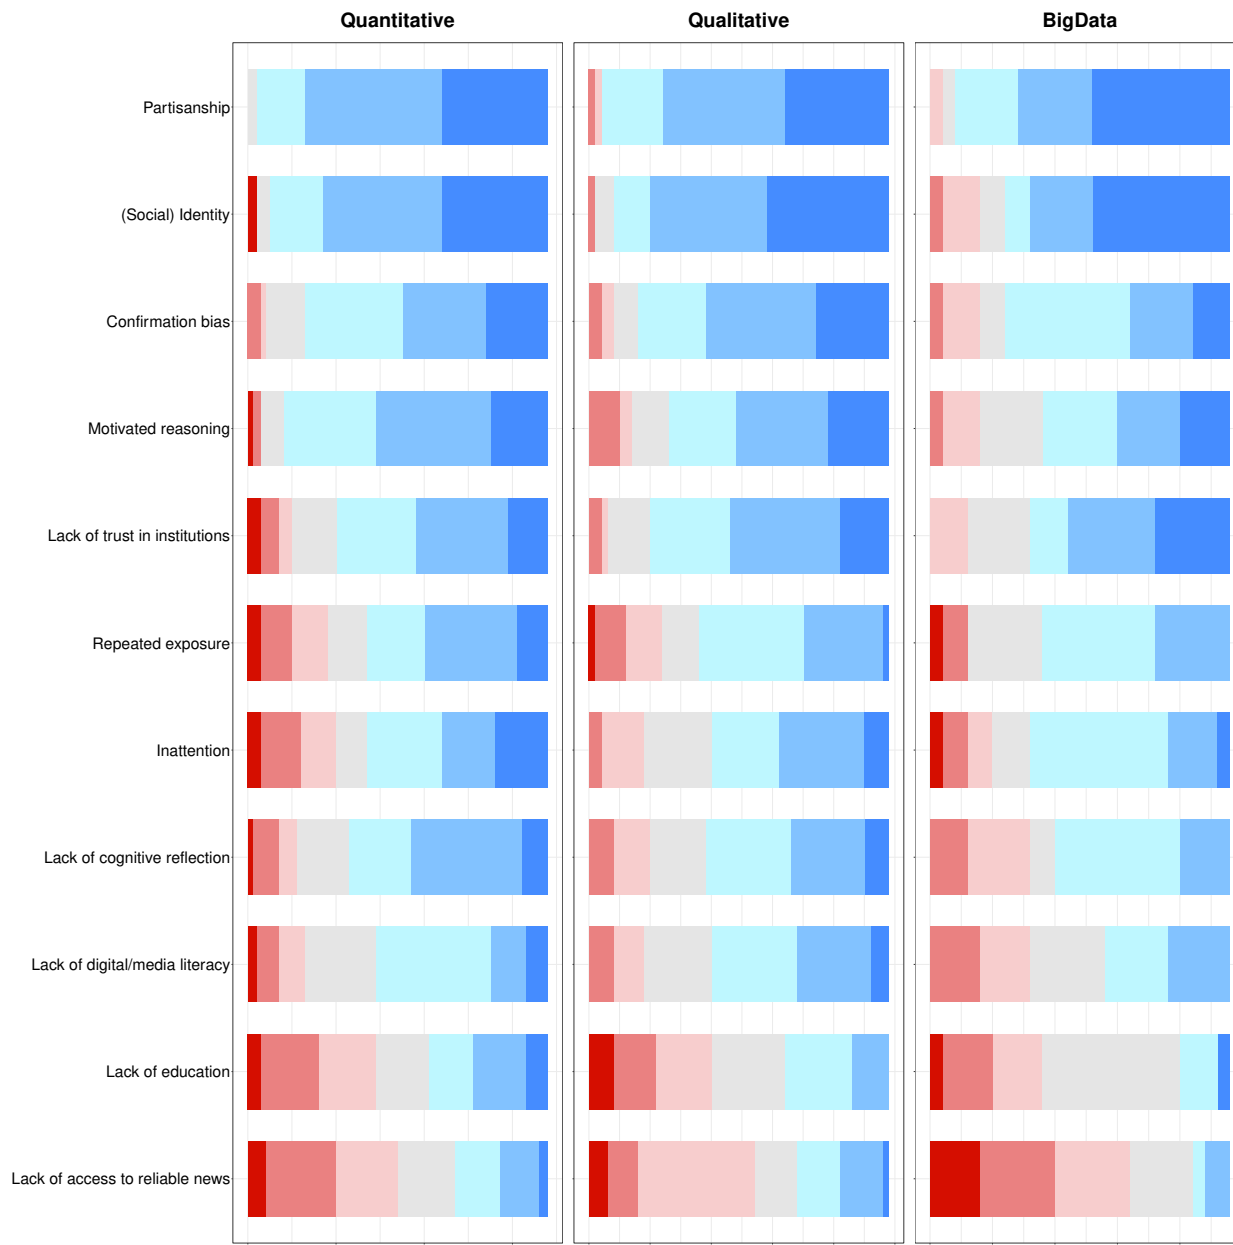 Quantitative
Qualitative
BigData
Partisanship
(Social) Identity
Confirmation bias
Motivated reasoning
Lack of trust in institutions
Repeated exposure
Inattention
Lack of cognitive reflection
Lack of digital/media literacy
Lack of education
Lack of access to reliable news